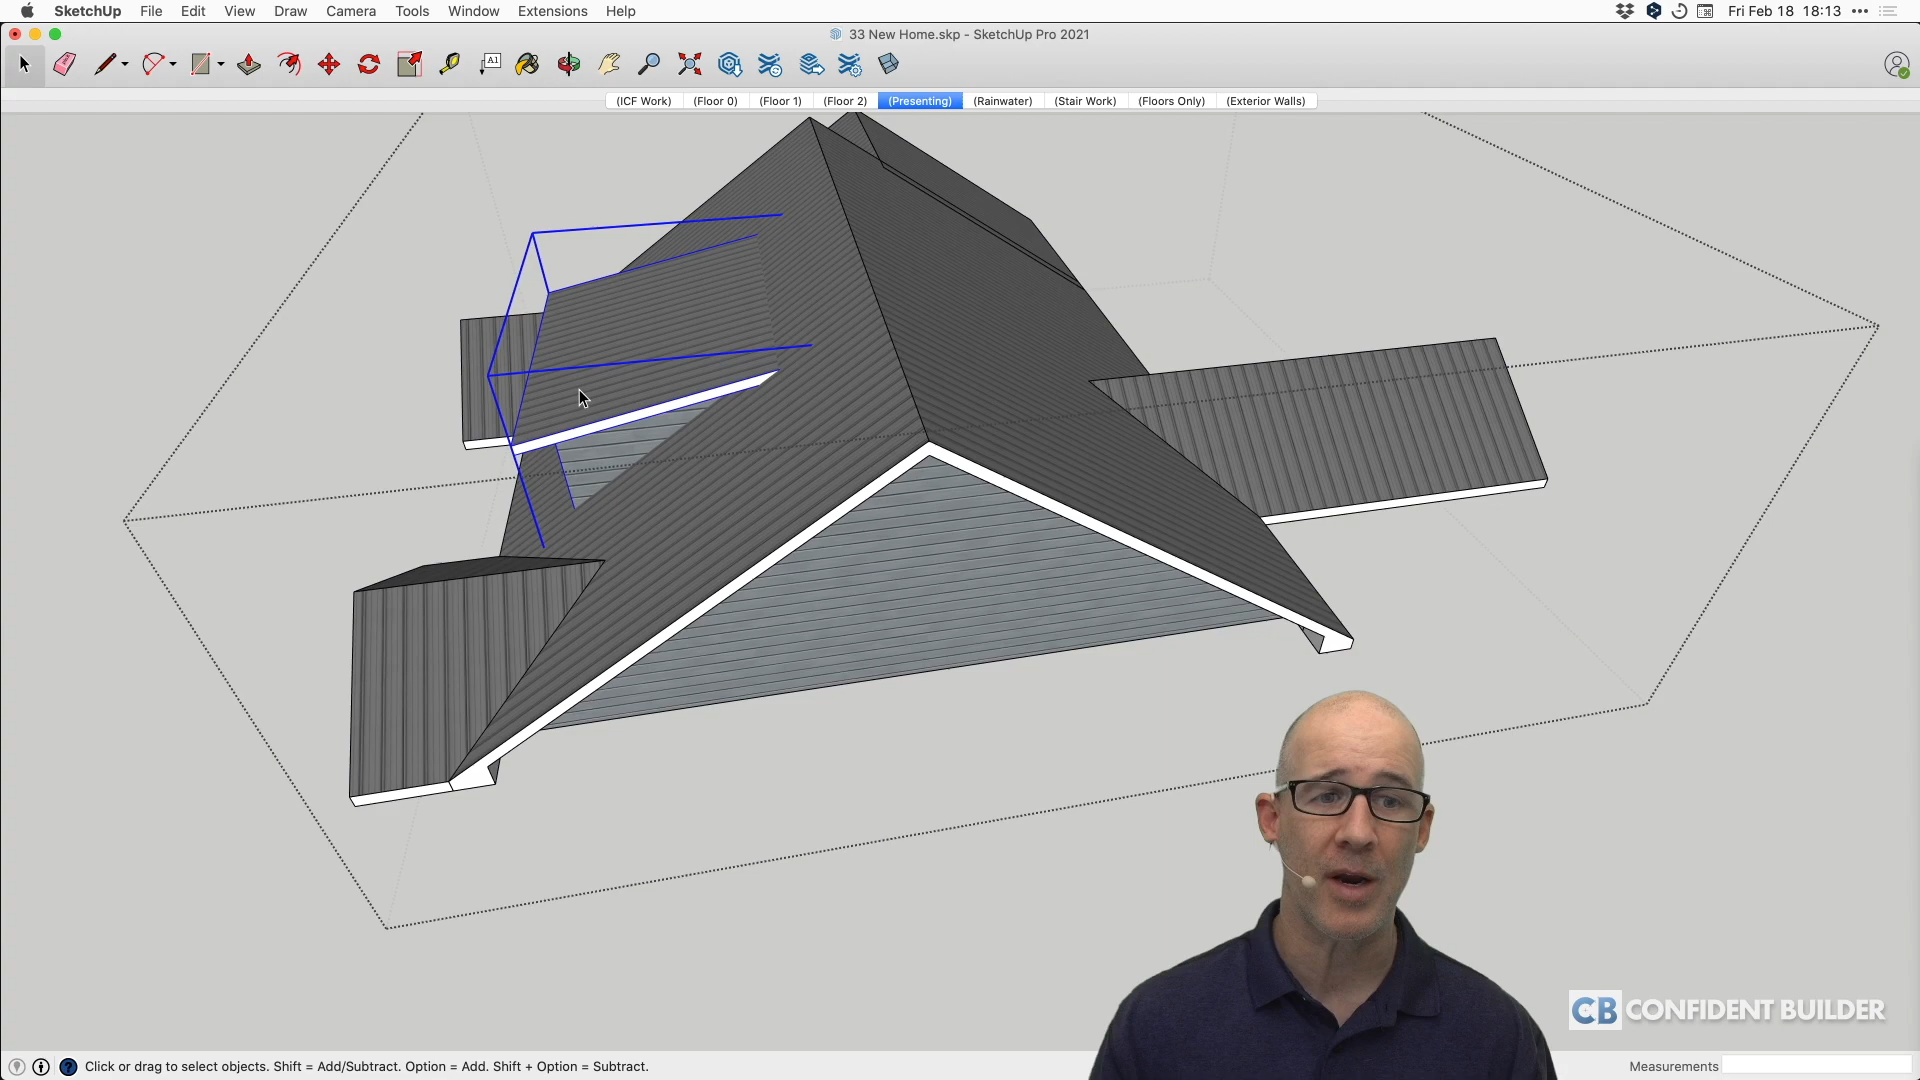 SketchUp File Edit View Draw Camera Tools Window Extensions Help Fri Feb 18 18:13
33 New Home.skp - SketchUp Pro 2021
A1
(ICF Work) (Floor 0) (Floor 1) (Floor 2) (Presenting) (Rainwater) (Stair Work) (Floors Only) (Exterior Walls)
CB CONFIDENT BUILDER
Click or drag to select objects. Shift = Add/Subtract. Option = Add. Shift + Option = Subtract. Measurements